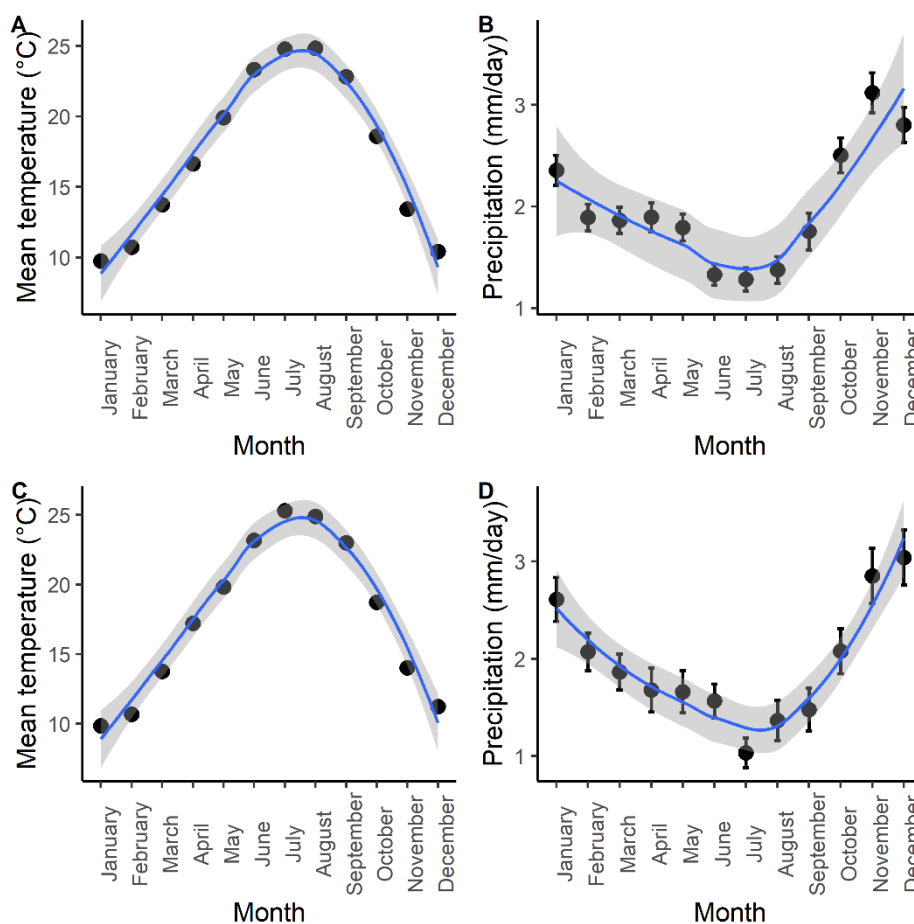 A
Mean temperature (°C)
25
20
15
10
January
February
March
April
May
June
July
August
September
October
November
December
Month
B
Precipitation (mm/day)
3
2
1
January
February
March
April
May
June
July
August
September
October
November
December
Month
C
Mean temperature (°C)
25
20
15
10
January
February
March
April
May
June
July
August
September
October
November
December
Month
D
Precipitation (mm/day)
3
2
1
January
February
March
April
May
June
July
August
September
October
November
December
Month